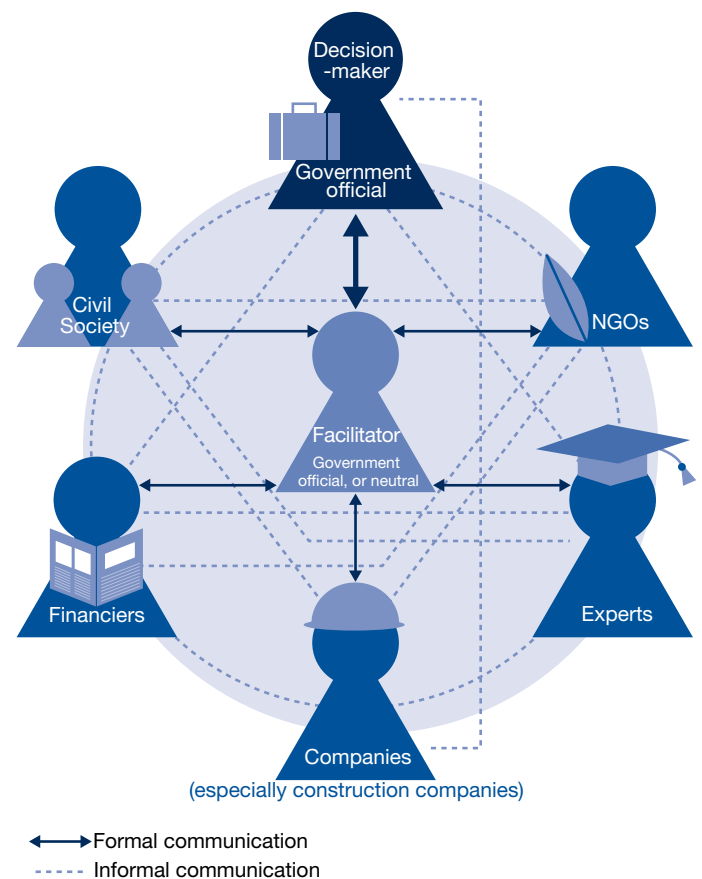 Decision
-maker
Government
official
Civil
Society
NGOs
Facilitator
Government
official, or neutral
Financiers
Experts
Companies
(especially construction companies)
Formal communication
Informal communication